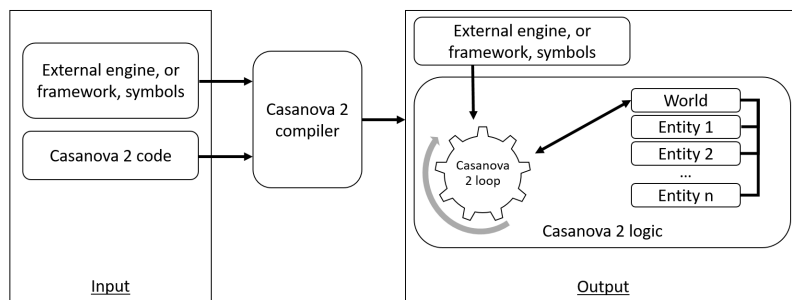 External engine, or
framework, symbols
Casanova 2 code
Input
Casanova 2
compiler
External engine, or
framework, symbols
Casanova
2 loop
World
Entity 1
Entity 2
...
Entity n
Casanova 2 logic
Output